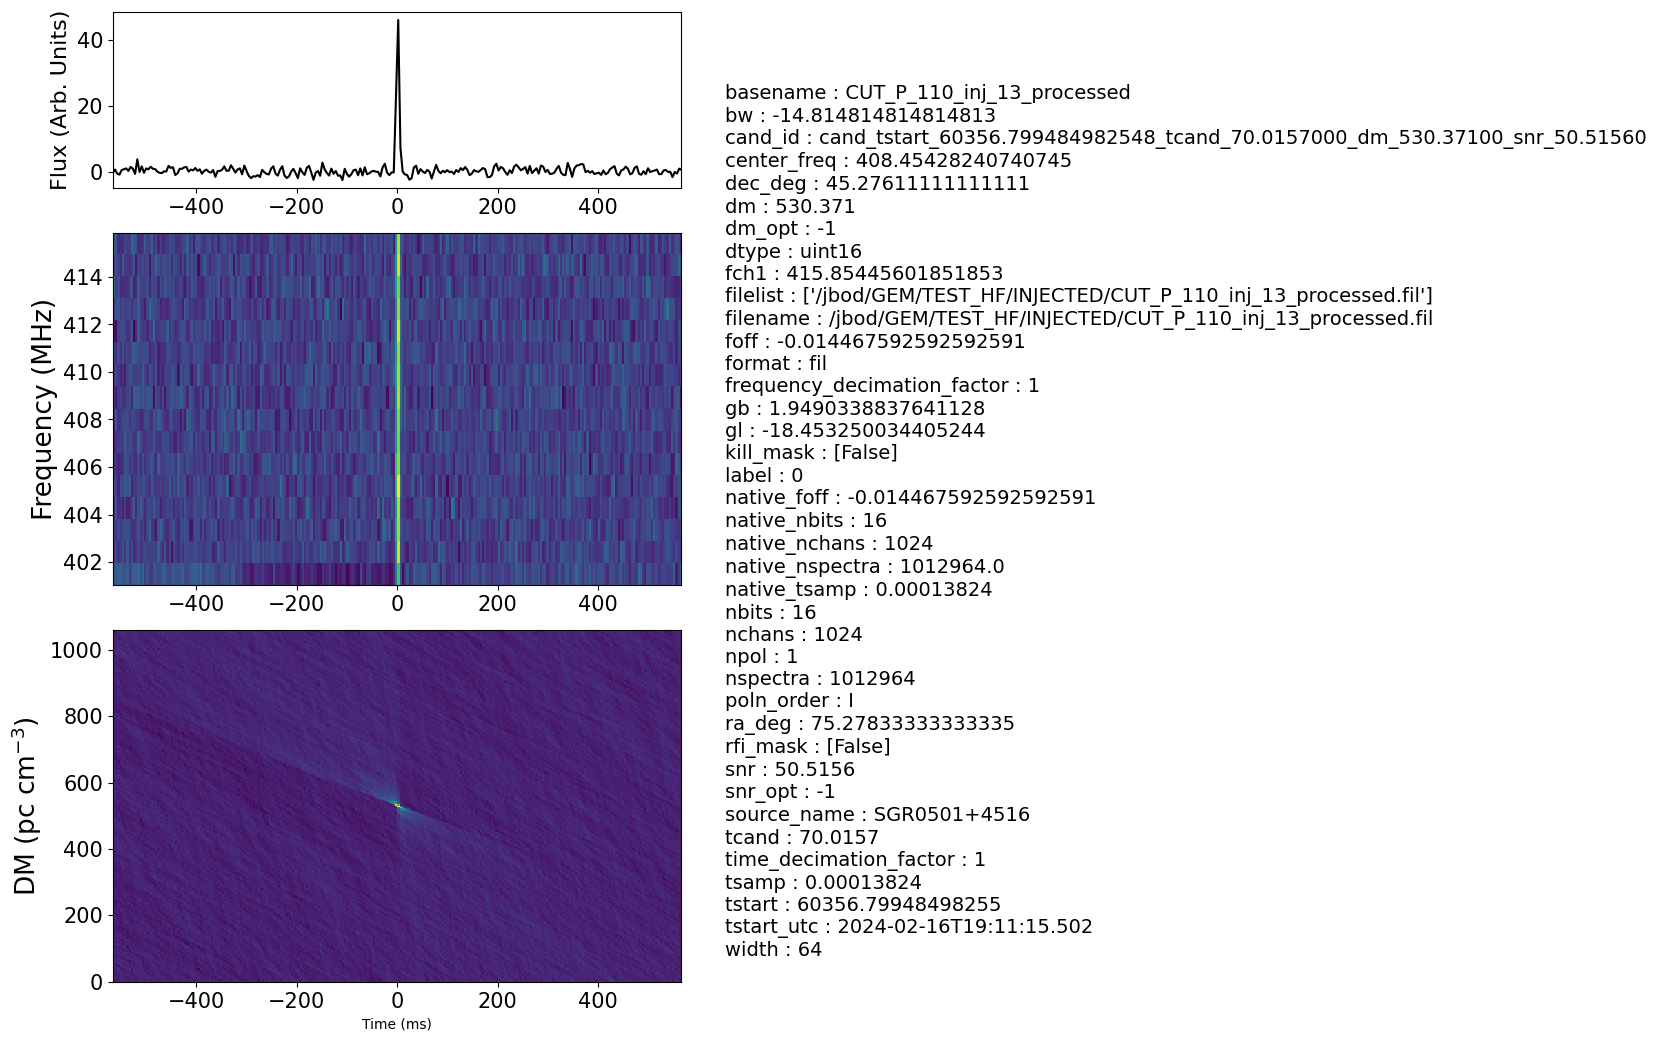 Flux (Arb. Units)
40
20
0
−400 −200 0 200 400
Frequency (MHz)
414
412
410
408
406
404
402
−400 −200 0 200 400
DM (pc cm−3)
1000
800
600
400
200
0
−400 −200 0 200 400
Time (ms)
basename : CUT_P_110_inj_13_processed
bw : -14.814814814814813
cand_id : cand_tstart_60356.799484982548_tcand_70.0157000_dm_530.37100_snr_50.51560
center_freq : 408.45428240740745
dec_deg : 45.27611111111111
dm : 530.371
dm_opt : -1
dtype : uint16
fch1 : 415.85445601851853
filelist : ['/jbod/GEM/TEST_HF/INJECTED/CUT_P_110_inj_13_processed.fil']
filename : /jbod/GEM/TEST_HF/INJECTED/CUT_P_110_inj_13_processed.fil
foff : -0.014467592592592591
format : fil
frequency_decimation_factor : 1
gb : 1.9490338837641128
gl : -18.453250034405244
kill_mask : [False]
label : 0
native_foff : -0.014467592592592591
native_nbits : 16
native_nchans : 1024
native_nspectra : 1012964.0
native_tsamp : 0.00013824
nbits : 16
nchans : 1024
npol : 1
nspectra : 1012964
poln_order : I
ra_deg : 75.27833333333335
rfi_mask : [False]
snr : 50.5156
snr_opt : -1
source_name : SGR0501+4516
tcand : 70.0157
time_decimation_factor : 1
tsamp : 0.00013824
tstart : 60356.79948498255
tstart_utc : 2024-02-16T19:11:15.502
width : 64